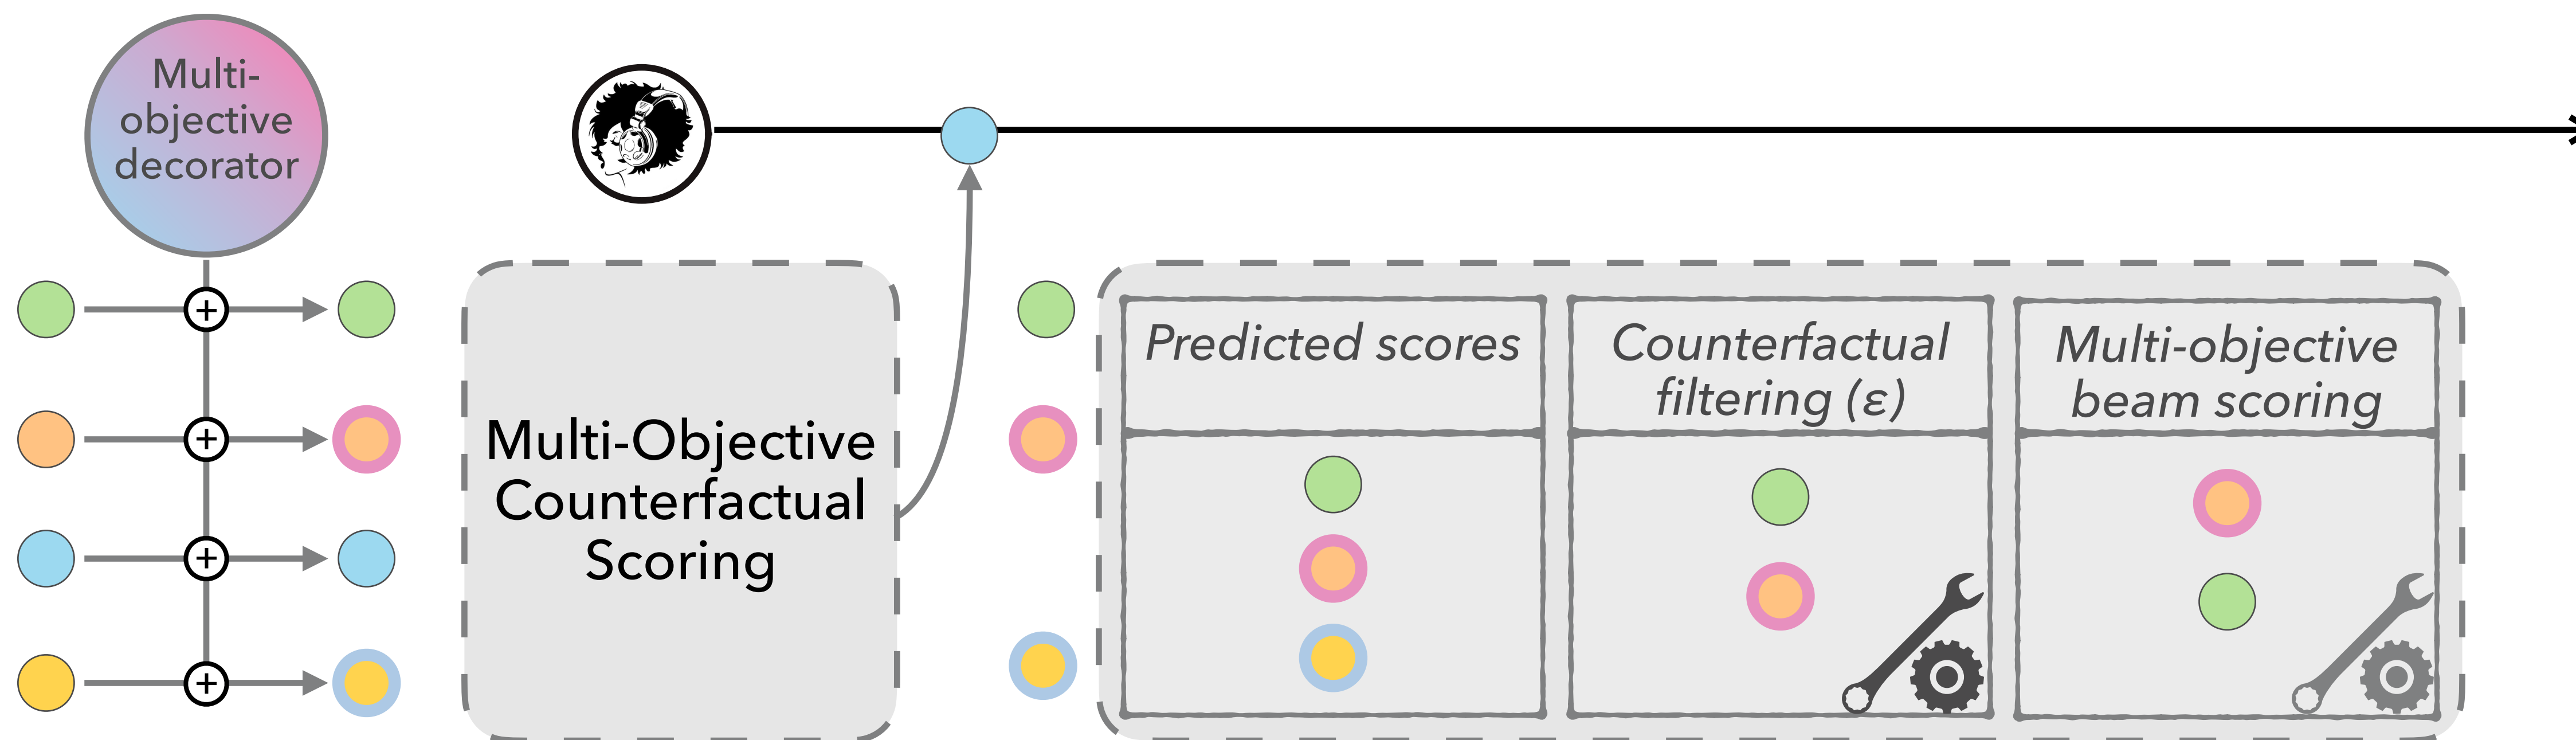 Multi-
objective
decorator
+
+
+
+
Multi-Objective
Counterfactual
Scoring
Predicted scores
Counterfactual
filtering (ε)
Multi-objective
beam scoring